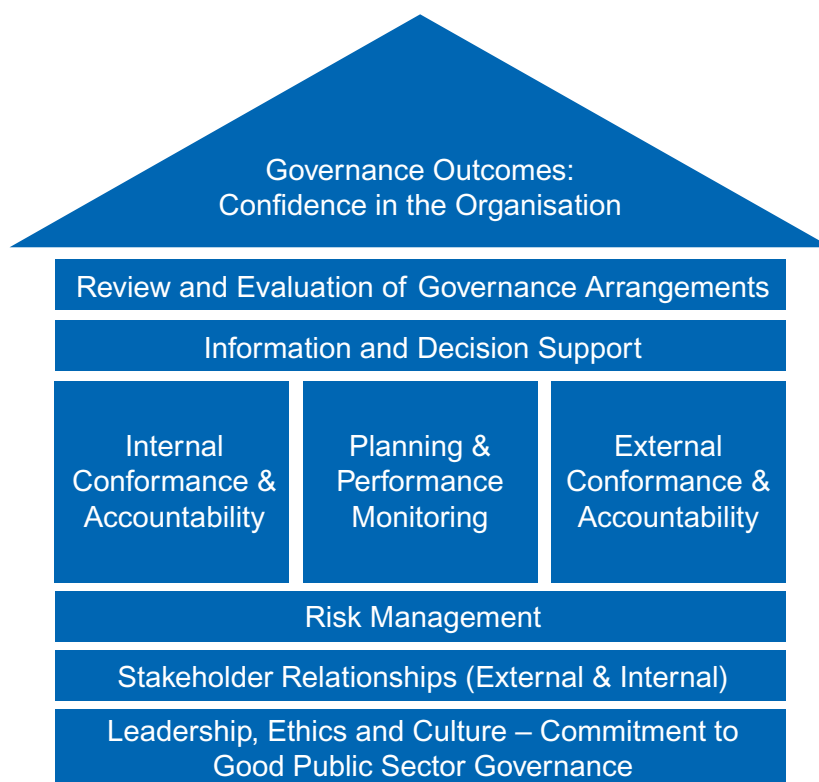 Governance Outcomes:
Confidence in the Organisation
Review and Evaluation of Governance Arrangements
Information and Decision Support
Internal
Conformance &
Accountability
Planning &
Performance
Monitoring
External
Conformance &
Accountability
Risk Management
Stakeholder Relationships (External & Internal)
Leadership, Ethics and Culture – Commitment to
Good Public Sector Governance